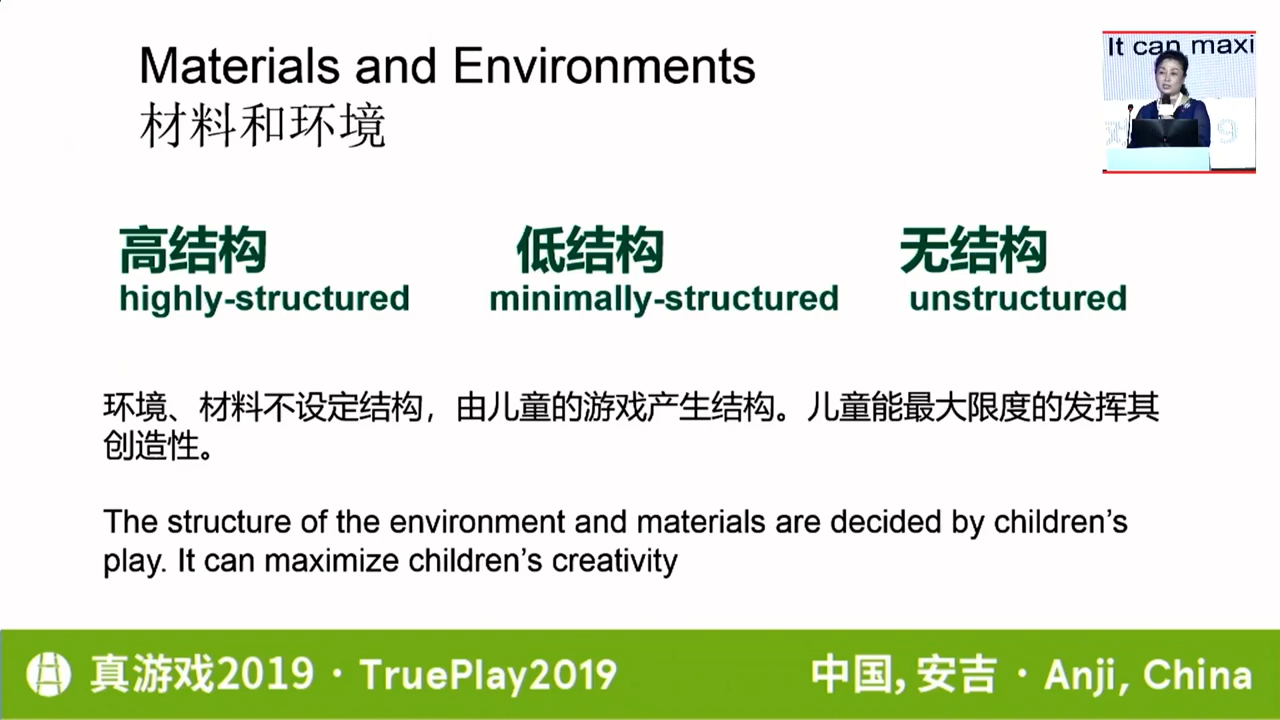 Materials and Environments
材料和环境
It can maxi
高结构
低结构
无结构
highly-structured
minimally-structured
unstructured
环境、材料不设定结构，由儿童的游戏产生结构。儿童能最大限度的发挥其
创造性。
The structure of the environment and materials are decided by children’s
play. It can maximize children’s creativity
真游戏2019 · TruePlay2019
中国，安吉 · Anji, China